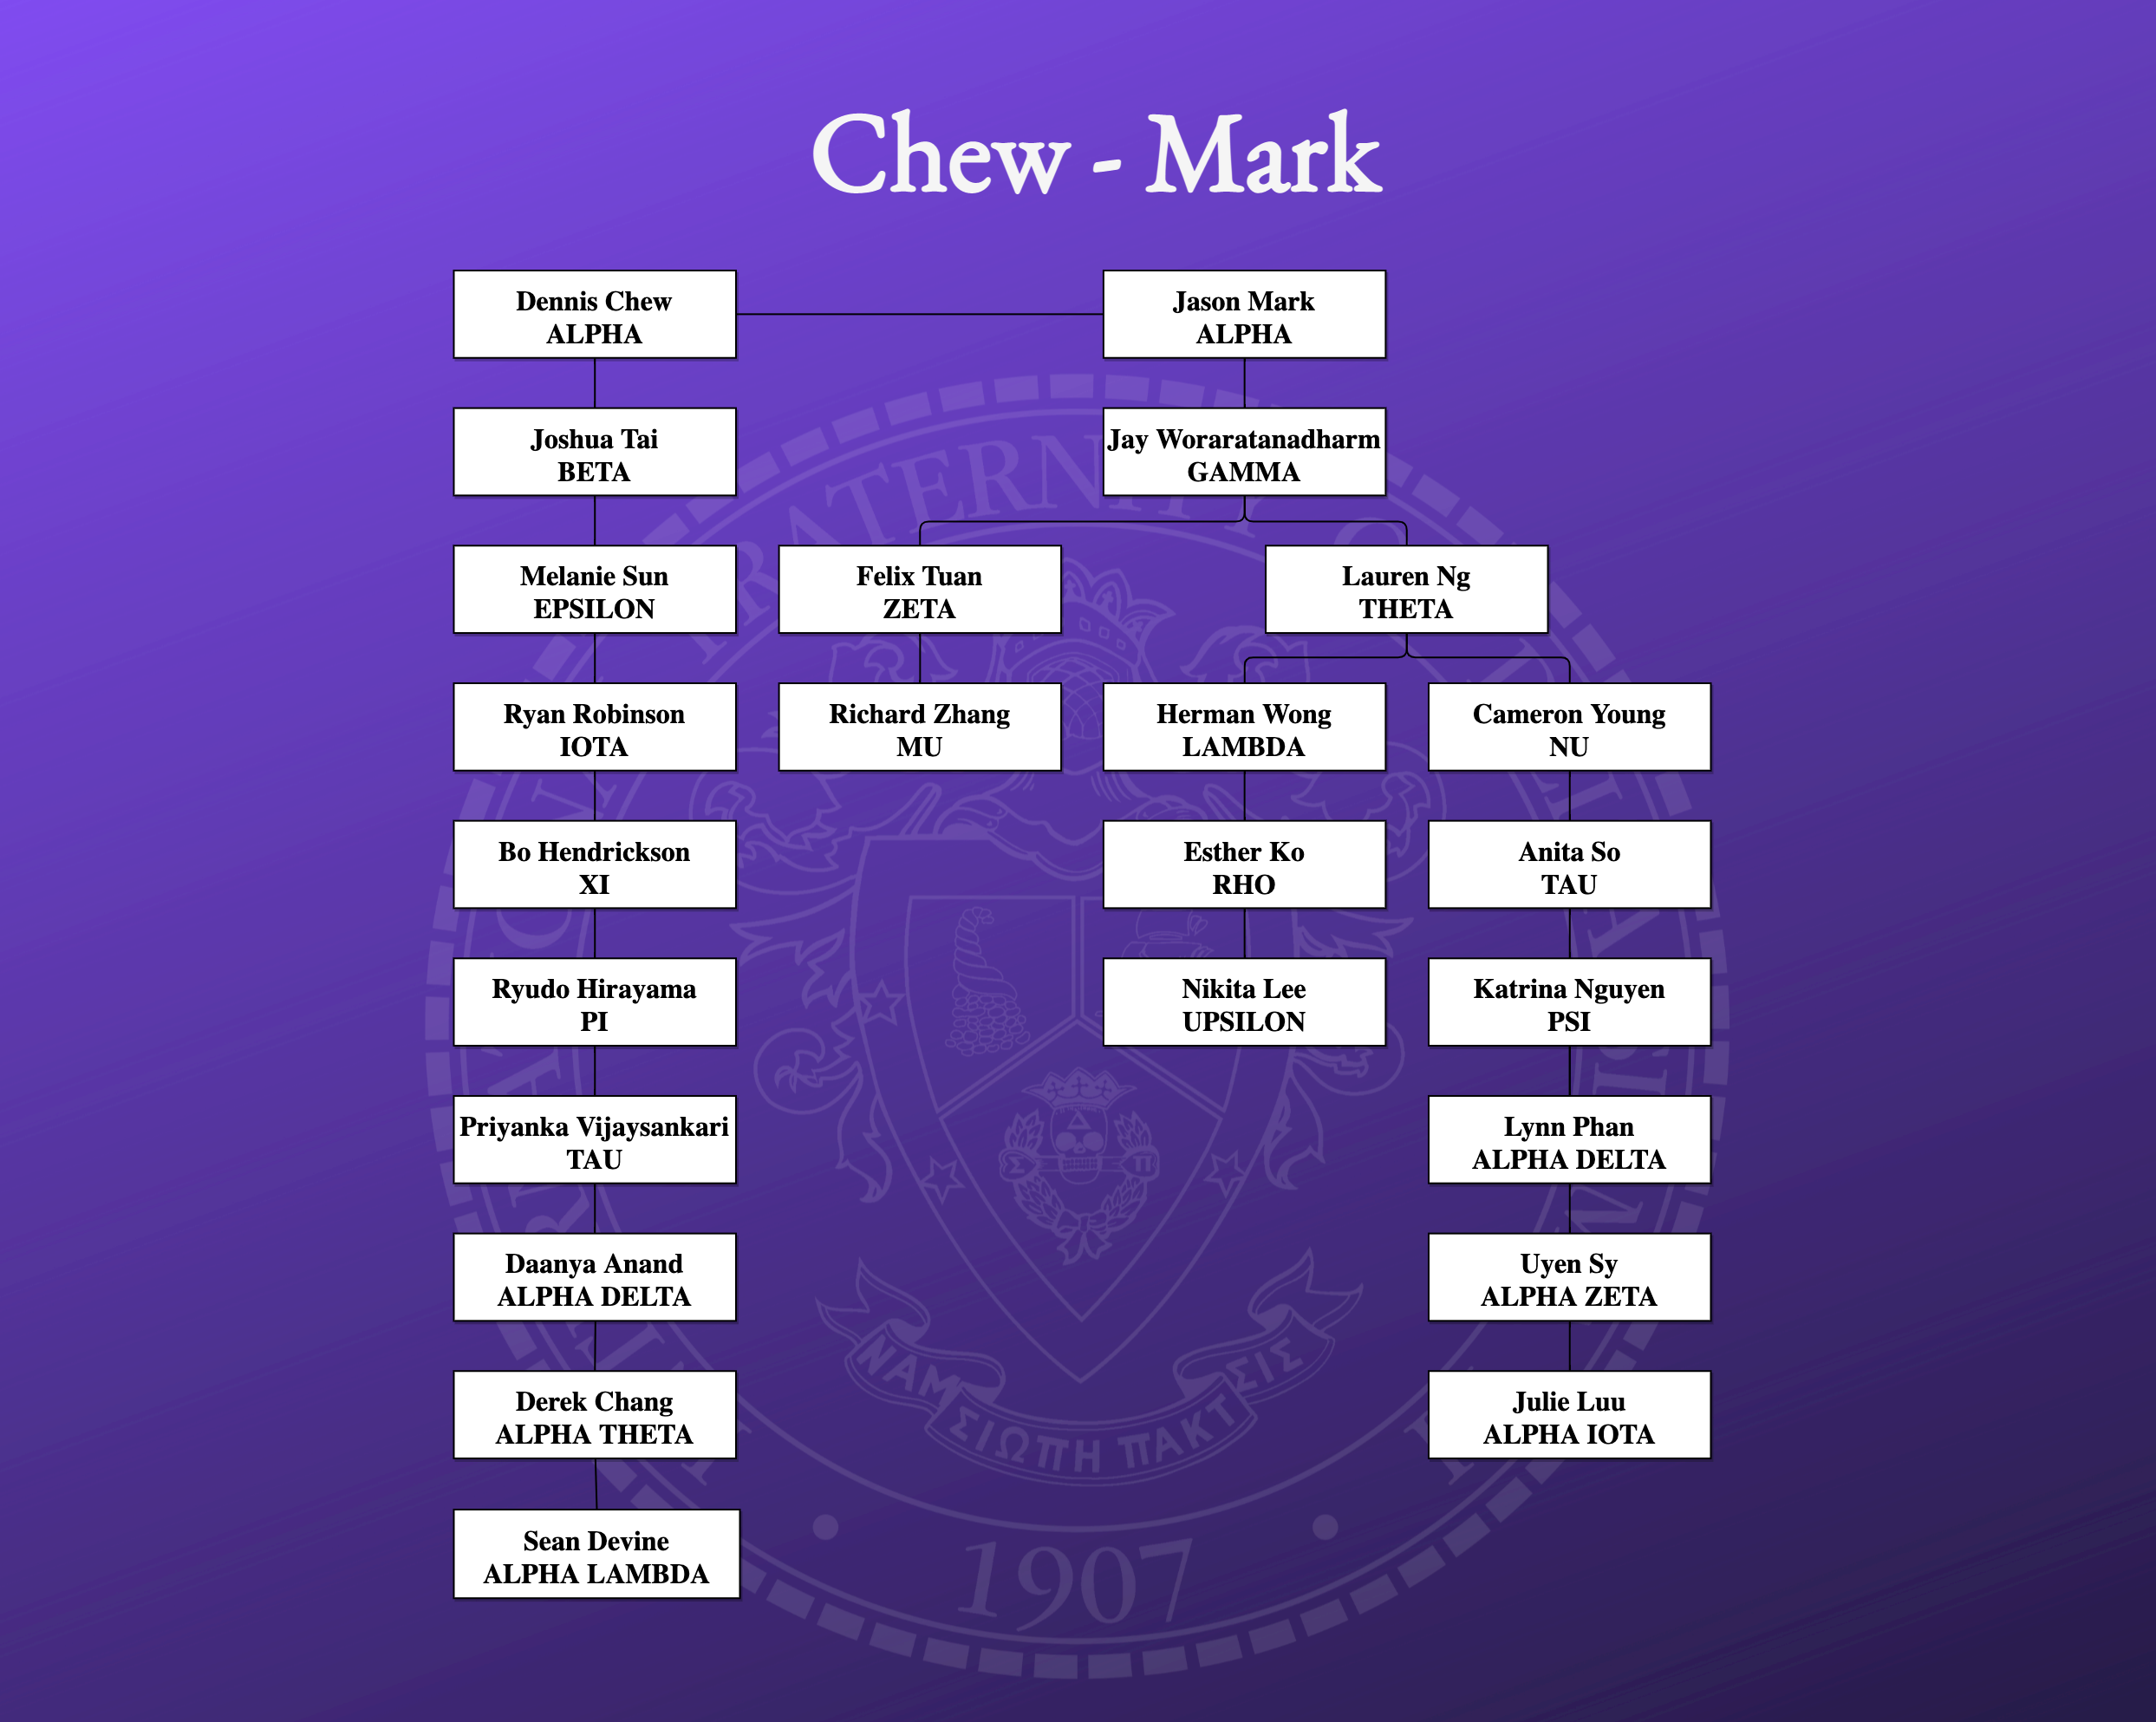 Chew - Mark
Dennis Chew
ALPHA
Jason Mark
ALPHA
Joshua Tai
BETA
Jay Woraratanadharm
GAMMA
Melanie Sun
EPSILON
Felix Tuan
ZETA
Lauren Ng
THETA
Ryan Robinson
IOTA
Richard Zhang
MU
Herman Wong
LAMBDA
Cameron Young
NU
Bo Hendrickson
XI
Esther Ko
RHO
Anita So
TAU
Ryudo Hirayama
PI
Nikita Lee
UPSILON
Katrina Nguyen
PSI
Priyanka Vijaysankari
TAU
Lynn Phan
ALPHA DELTA
Daanya Anand
ALPHA DELTA
Uyen Sy
ALPHA ZETA
Derek Chang
ALPHA THETA
Julie Luu
ALPHA IOTA
Sean Devine
ALPHA LAMBDA
ΣΙΩΠΗ ΠΑΚΤ
ΣΙΣ
1907